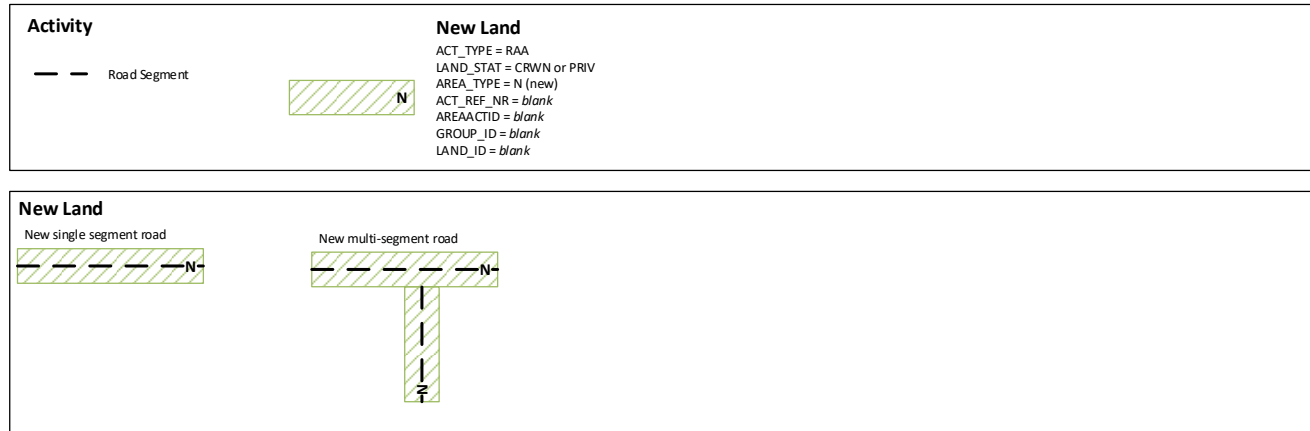 Activity
Road Segment
N
New Land
ACT_TYPE = RAA
LAND_STAT = CRWN or PRIV
AREA_TYPE = N (new)
ACT_REF_NR = blank
AREAACTID = blank
GROUP_ID = blank
LAND_ID = blank
New Land
New single segment road
N
New multi-segment road
N
N